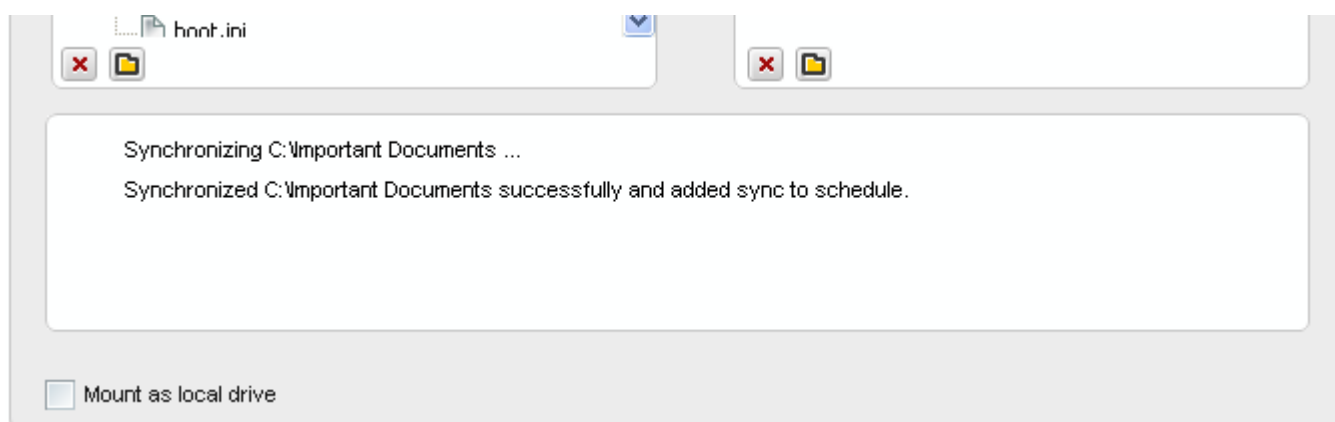 boot.ini
Synchronizing C:\Important Documents ...
Synchronized C:\Important Documents successfully and added sync to schedule.
Mount as local drive